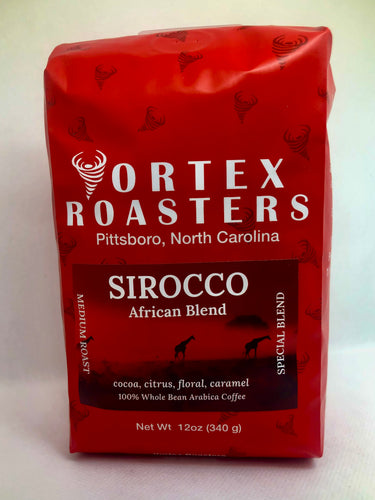 VORTEX
ROASTERS
Pittsboro, North Carolina
SIROCCO
African Blend
MEDIUM ROAST
SPECIAL BLEND
cocoa, citrus, floral, caramel
100% Whole Bean Arabica Coffee
Net Wt 12oz (340 g)